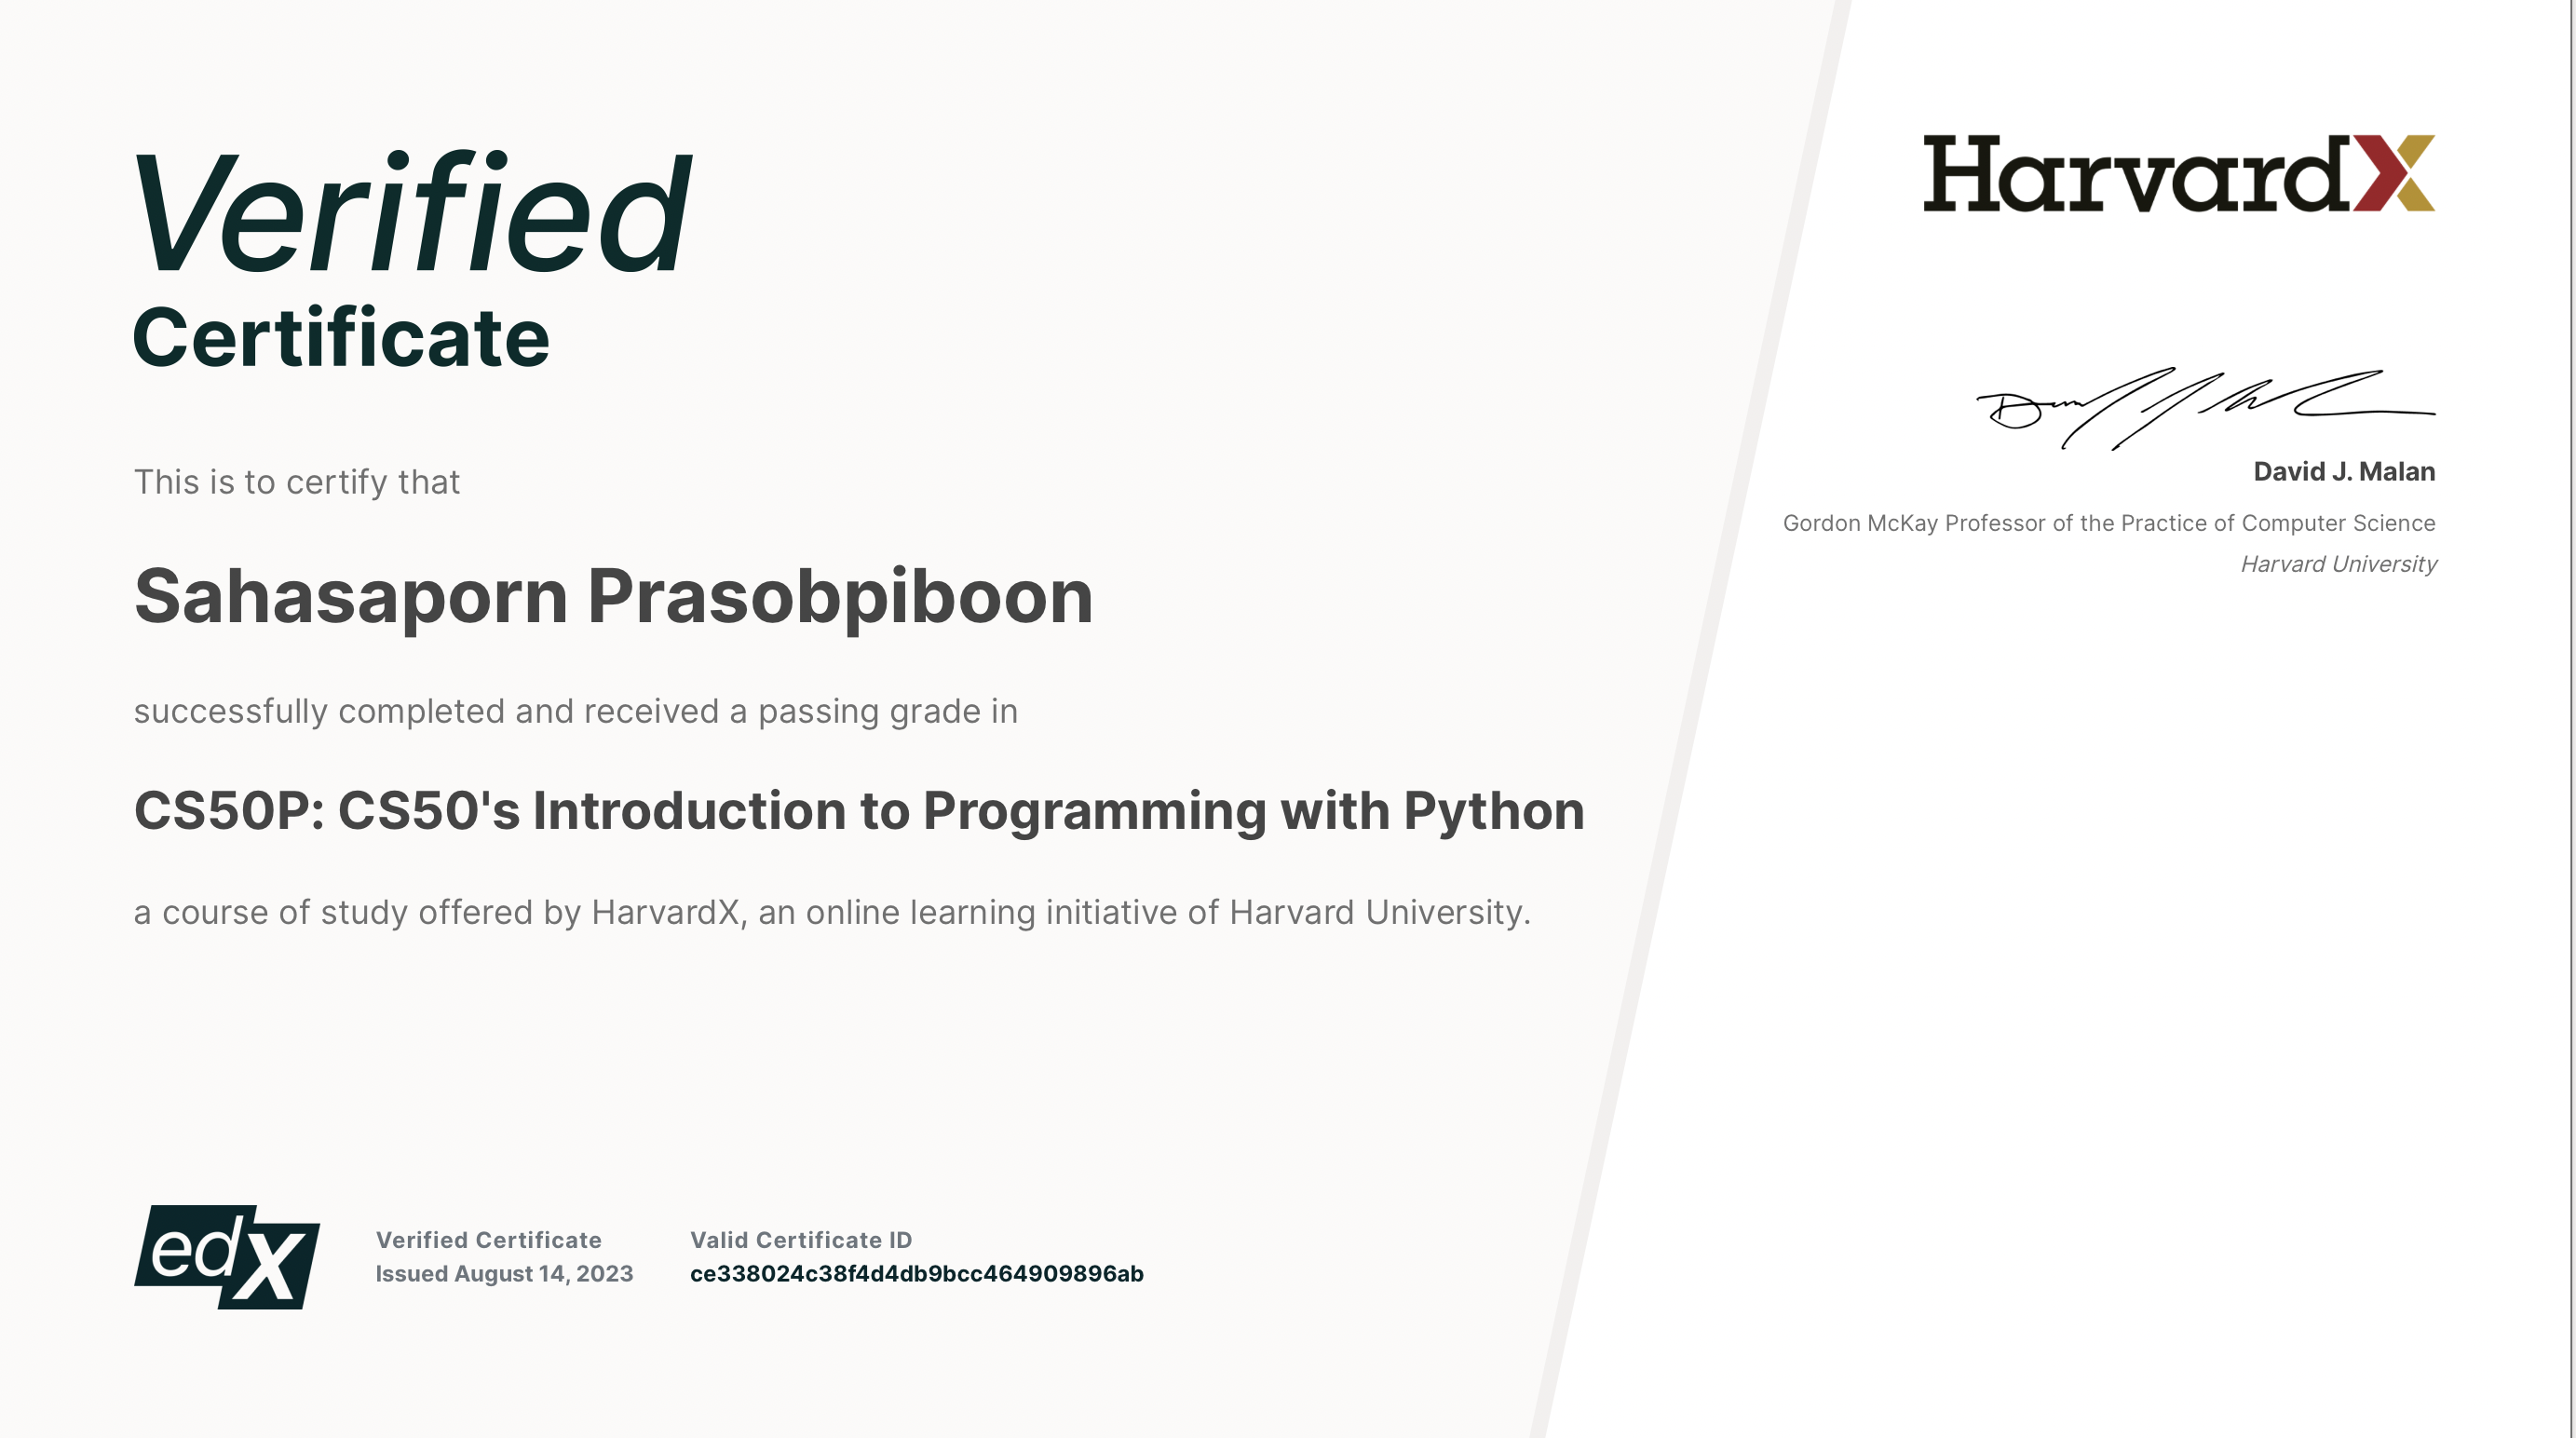 Verified
Certificate
This is to certify that
Sahasaporn Prasobpiboon
successfully completed and received a passing grade in
CS50P: CS50's Introduction to Programming with Python
a course of study offered by HarvardX, an online learning initiative of Harvard University.
HarvardX
David J. Malan
Gordon McKay Professor of the Practice of Computer Science
Harvard University
edX
Verified Certificate
Issued August 14, 2023
Valid Certificate ID
ce338024c38f4d4db9bcc464909896ab